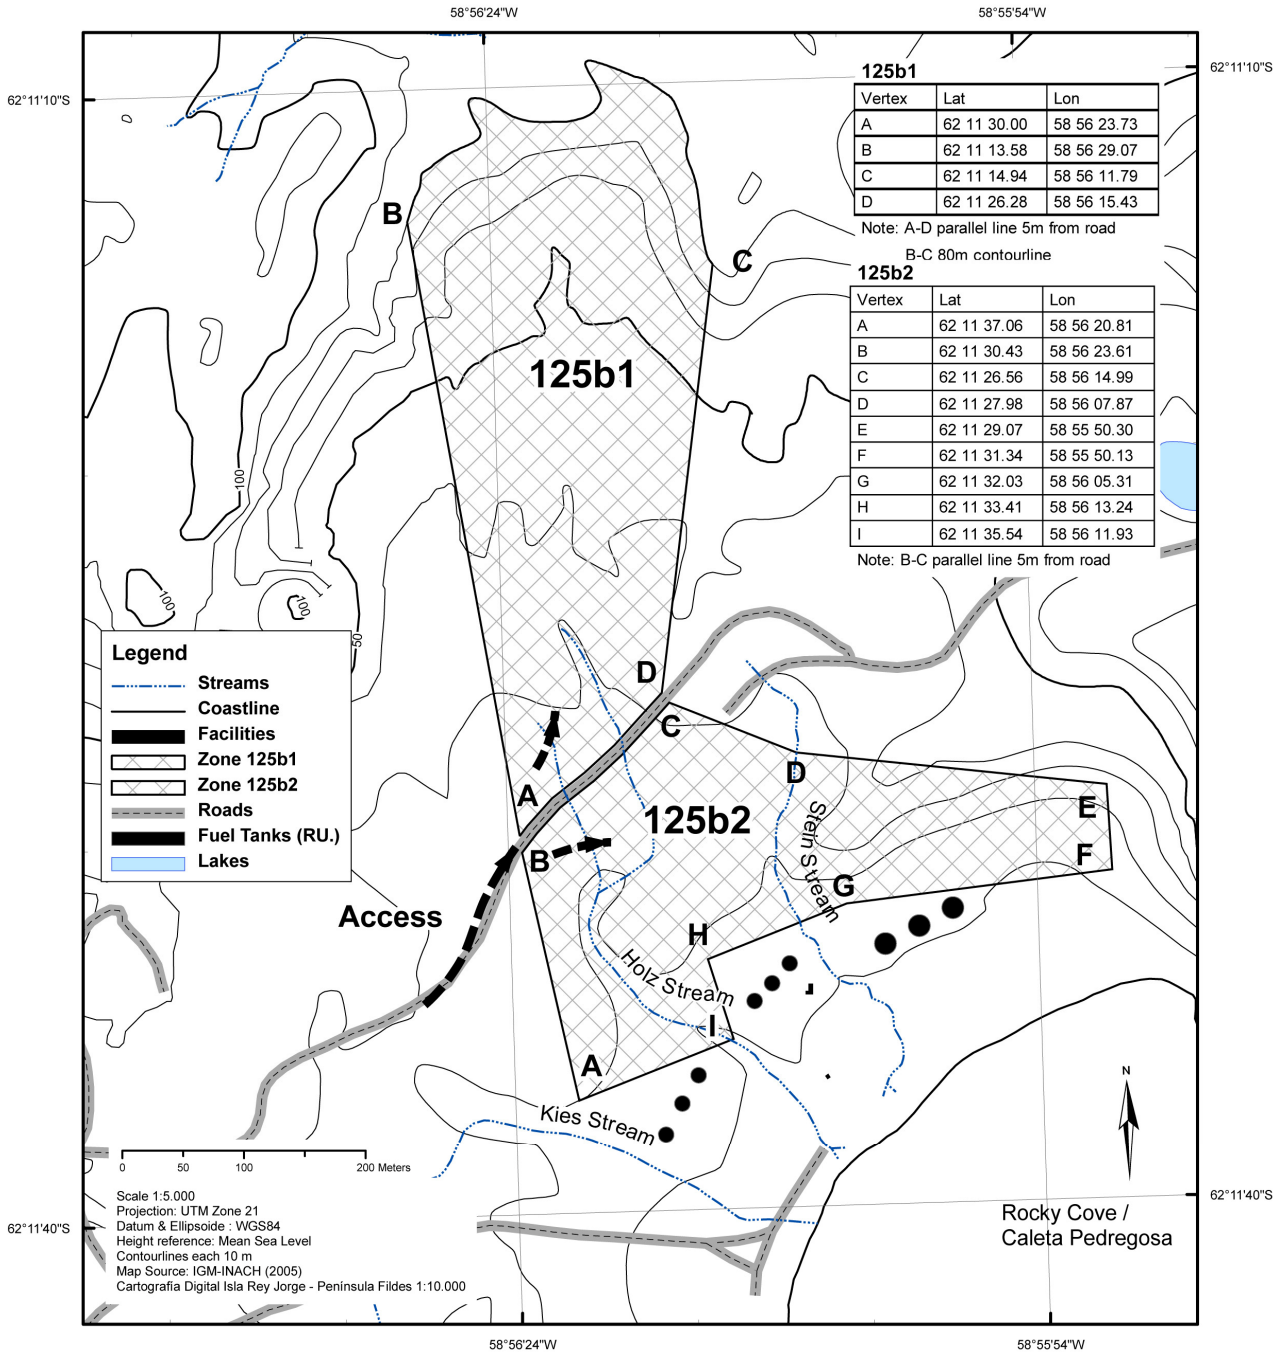 58°56'24"W
58°55'54"W
62°11'10"S
62°11'10"S
125b1
Vertex Lat Lon
A 62 11 30.00 58 56 23.73
B 62 11 13.58 58 56 29.07
C 62 11 14.94 58 56 11.79
D 62 11 26.28 58 56 15.43
Note: A-D parallel line 5m from road
B-C 80m contourline
125b2
Vertex Lat Lon
A 62 11 37.06 58 56 20.81
B 62 11 30.43 58 56 23.61
C 62 11 26.56 58 56 14.99
D 62 11 27.98 58 56 07.87
E 62 11 29.07 58 55 50.30
F 62 11 31.34 58 55 50.13
G 62 11 32.03 58 56 05.31
H 62 11 33.41 58 56 13.24
I 62 11 35.54 58 56 11.93
Note: B-C parallel line 5m from road
B
C
125b1
100
100
100
50
D
C
A
B
125b2
D
E
F
G
H
I
A
Stein Stream
Holz Stream
Kies Stream
Access
Legend
Streams
Coastline
Facilities
Zone 125b1
Zone 125b2
Roads
Fuel Tanks (RU.)
Lakes
N
0 50 100 200 Meters
Scale 1:5.000
Projection: UTM Zone 21
Datum & Ellipsoide : WGS84
Height reference: Mean Sea Level
Contourlines each 10 m
Map Source: IGM-INACH (2005)
Cartografía Digital Isla Rey Jorge - Península Fildes 1:10.000
Rocky Cove /
Caleta Pedregosa
62°11'40"S
62°11'40"S
58°56'24"W
58°55'54"W